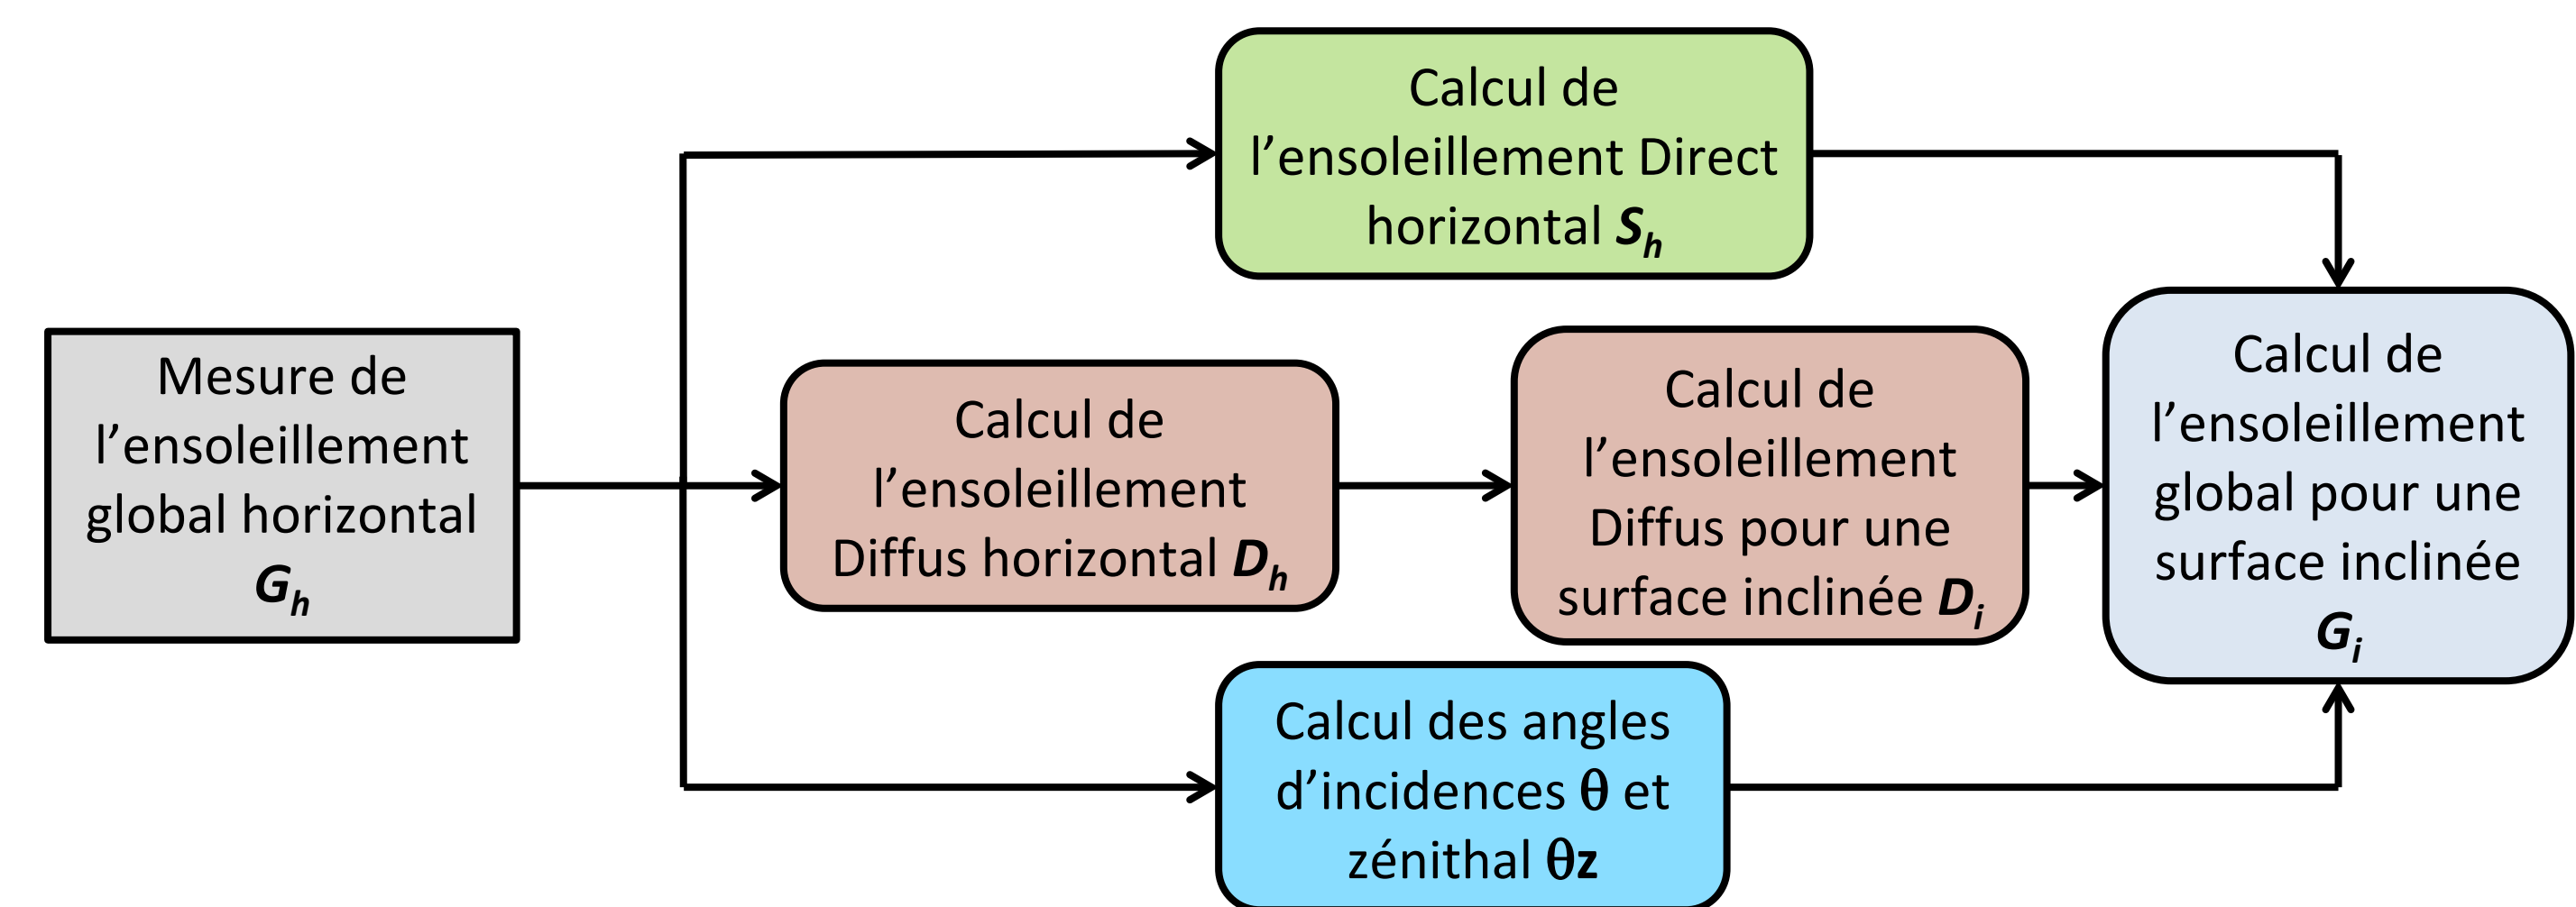 Calcul de
l’ensoleillement Direct
horizontal Sh
Mesure de
l’ensoleillement
global horizontal
Gh
Calcul de
l’ensoleillement
Diffus horizontal Dh
Calcul de
l’ensoleillement
Diffus pour une
surface inclinée Di
Calcul de
l’ensoleillement
global pour une
surface inclinée
Gi
Calcul des angles
d’incidences θ et
zénithal θz